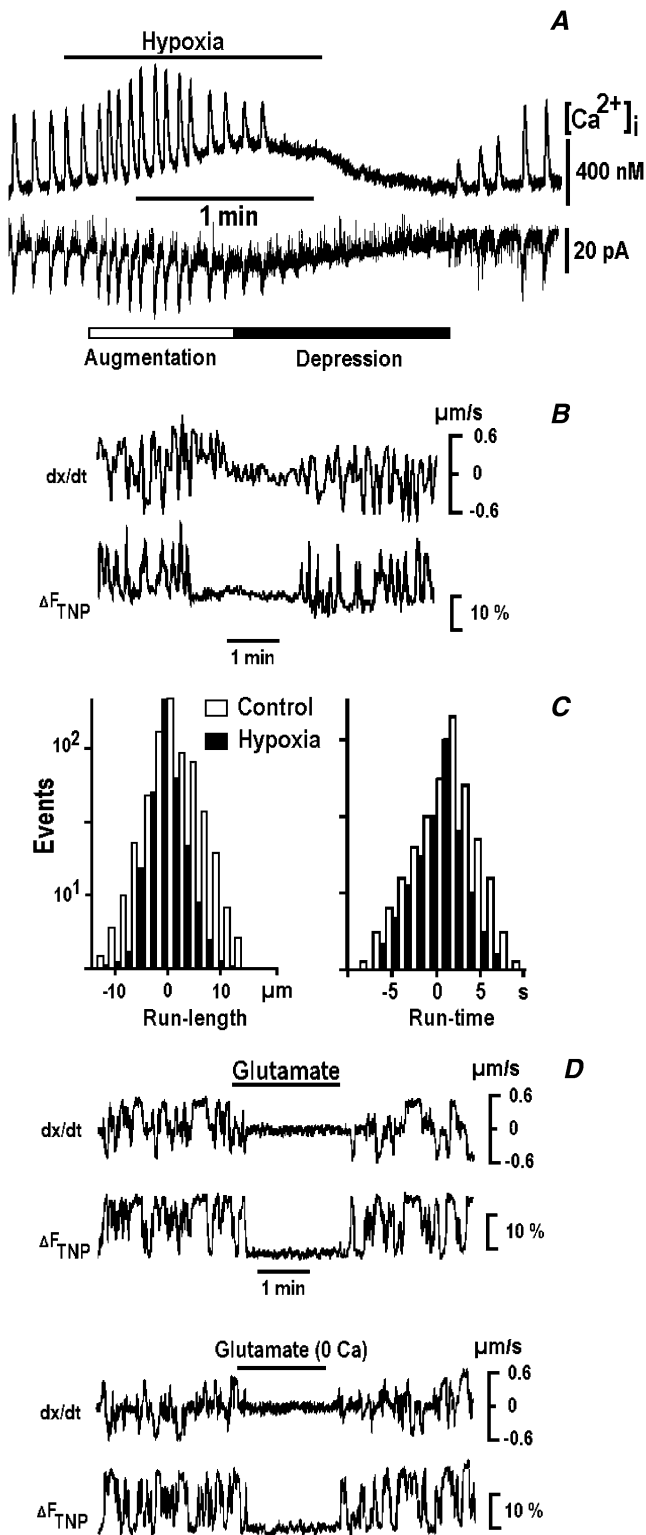 A
Hypoxia
[Ca2+]i
400 nM
1 min
20 pA
Augmentation
Depression
B
µm/s
dx/dt
0.6
0
-0.6
ΔFTNP
10 %
1 min
C
Control
Hypoxia
Events
10²
10¹
-10 0 10 µm
Run-length
-5 0 5 s
Run-time
D
Glutamate
µm/s
dx/dt
0.6
0
-0.6
ΔFTNP
10 %
1 min
Glutamate (0 Ca)
µm/s
dx/dt
0.6
0
-0.6
ΔFTNP
10 %